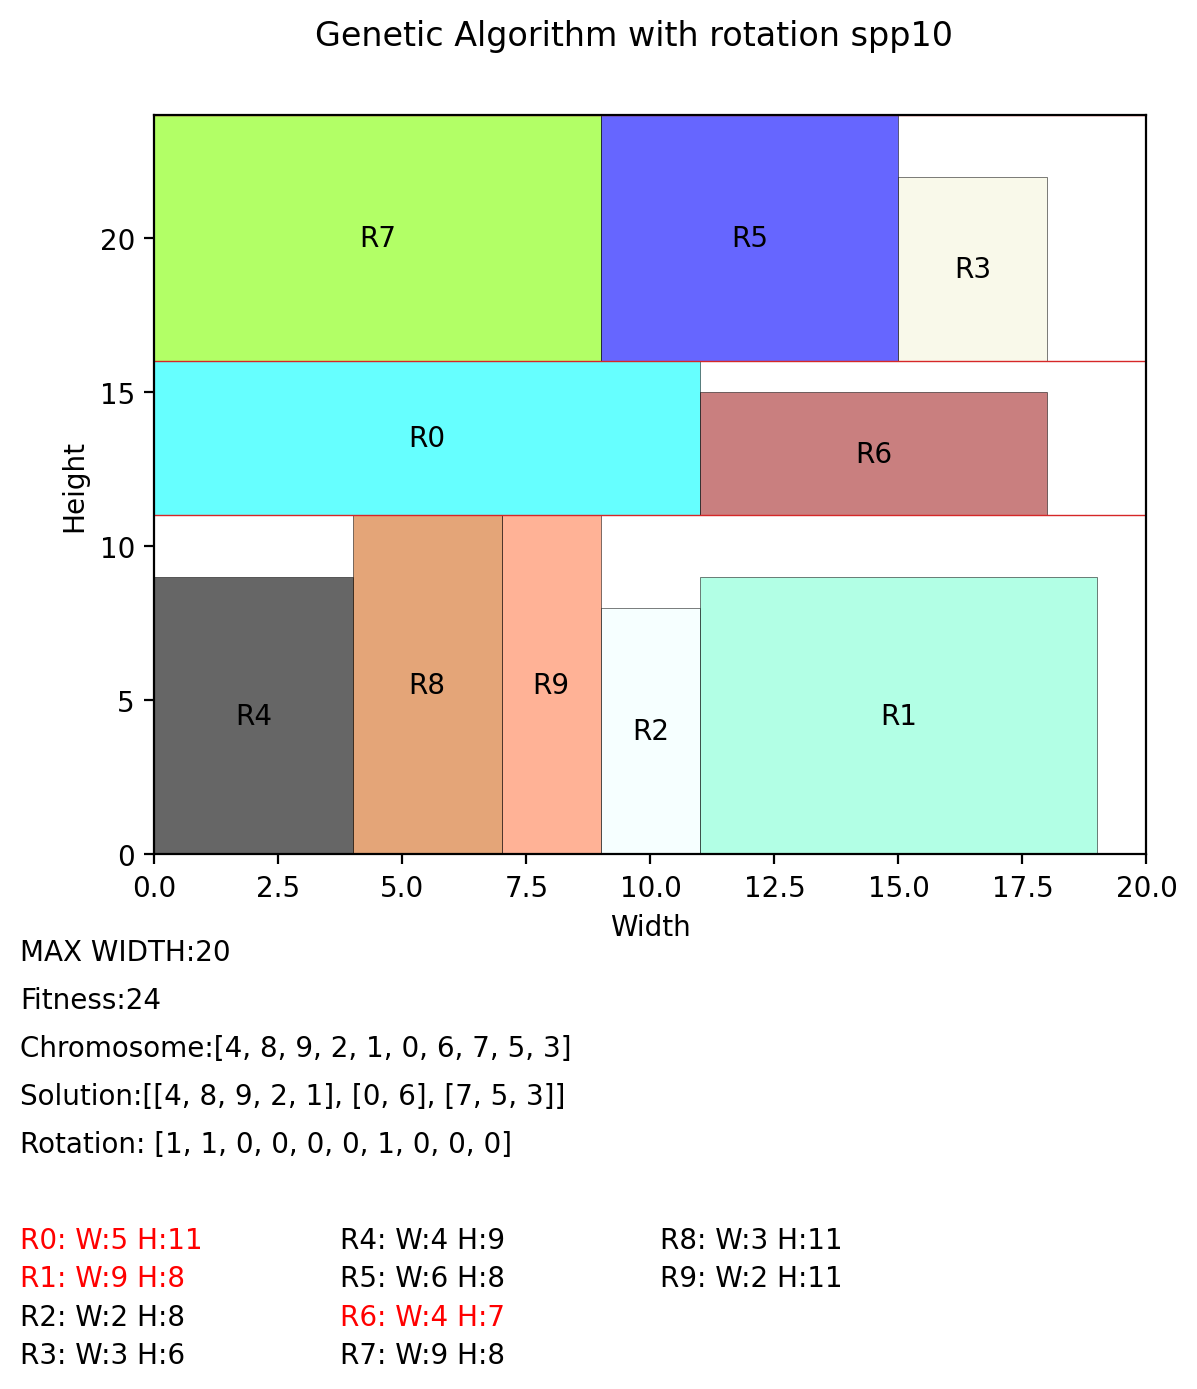 Genetic Algorithm with rotation spp10
R7
R5
R3
R0
R6
R4
R8
R9
R2
R1
Height
20
15
10
5
0
0.0 2.5 5.0 7.5 10.0 12.5 15.0 17.5 20.0
Width
MAX WIDTH:20
Fitness:24
Chromosome:[4, 8, 9, 2, 1, 0, 6, 7, 5, 3]
Solution:[[4, 8, 9, 2, 1], [0, 6], [7, 5, 3]]
Rotation: [1, 1, 0, 0, 0, 0, 1, 0, 0, 0]
R0: W:5 H:11
R1: W:9 H:8
R2: W:2 H:8
R3: W:3 H:6
R4: W:4 H:9
R5: W:6 H:8
R6: W:4 H:7
R7: W:9 H:8
R8: W:3 H:11
R9: W:2 H:11